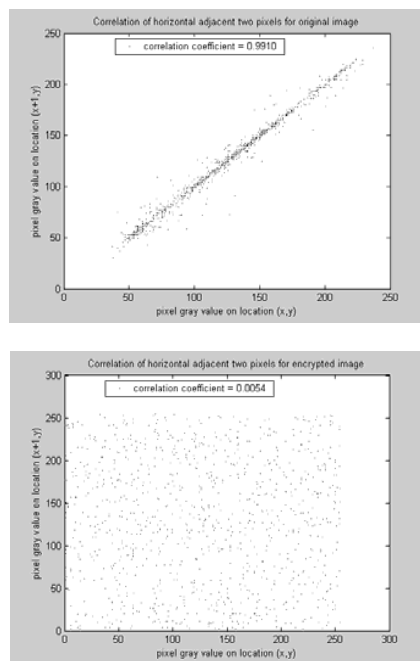 Correlation of horizontal adjacent two pixels for original image
correlation coefficient = 0.9910
250
200
150
100
50
0
0 50 100 150 200 250
pixel gray value on location (x+1,y)
pixel gray value on location (x,y)
Correlation of horizontal adjacent two pixels for encrypted image
correlation coefficient = 0.0054
300
250
200
150
100
50
0
0 50 100 150 200 250 300
pixel gray value on location (x+1,y)
pixel gray value on location (x,y)